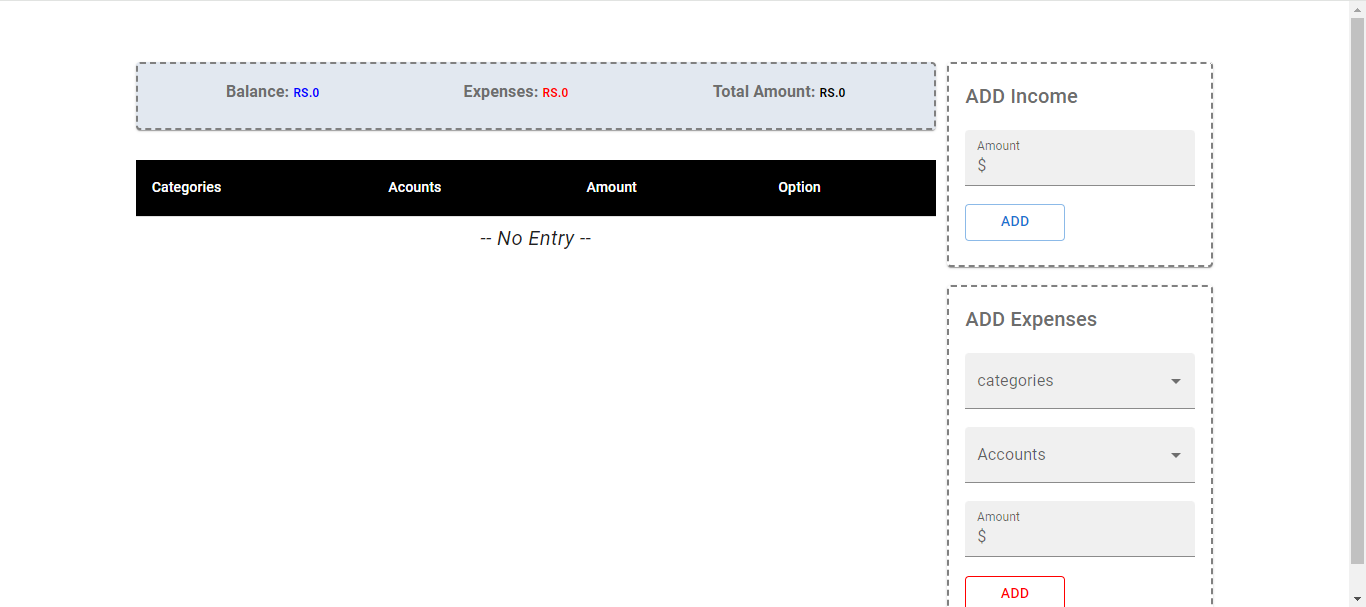 Balance: RS.0 Expenses: RS.0 Total Amount: RS.0
Categories Acounts Amount Option
-- No Entry --
ADD Income
Amount
$
ADD
ADD Expenses
categories
Accounts
Amount
$
ADD